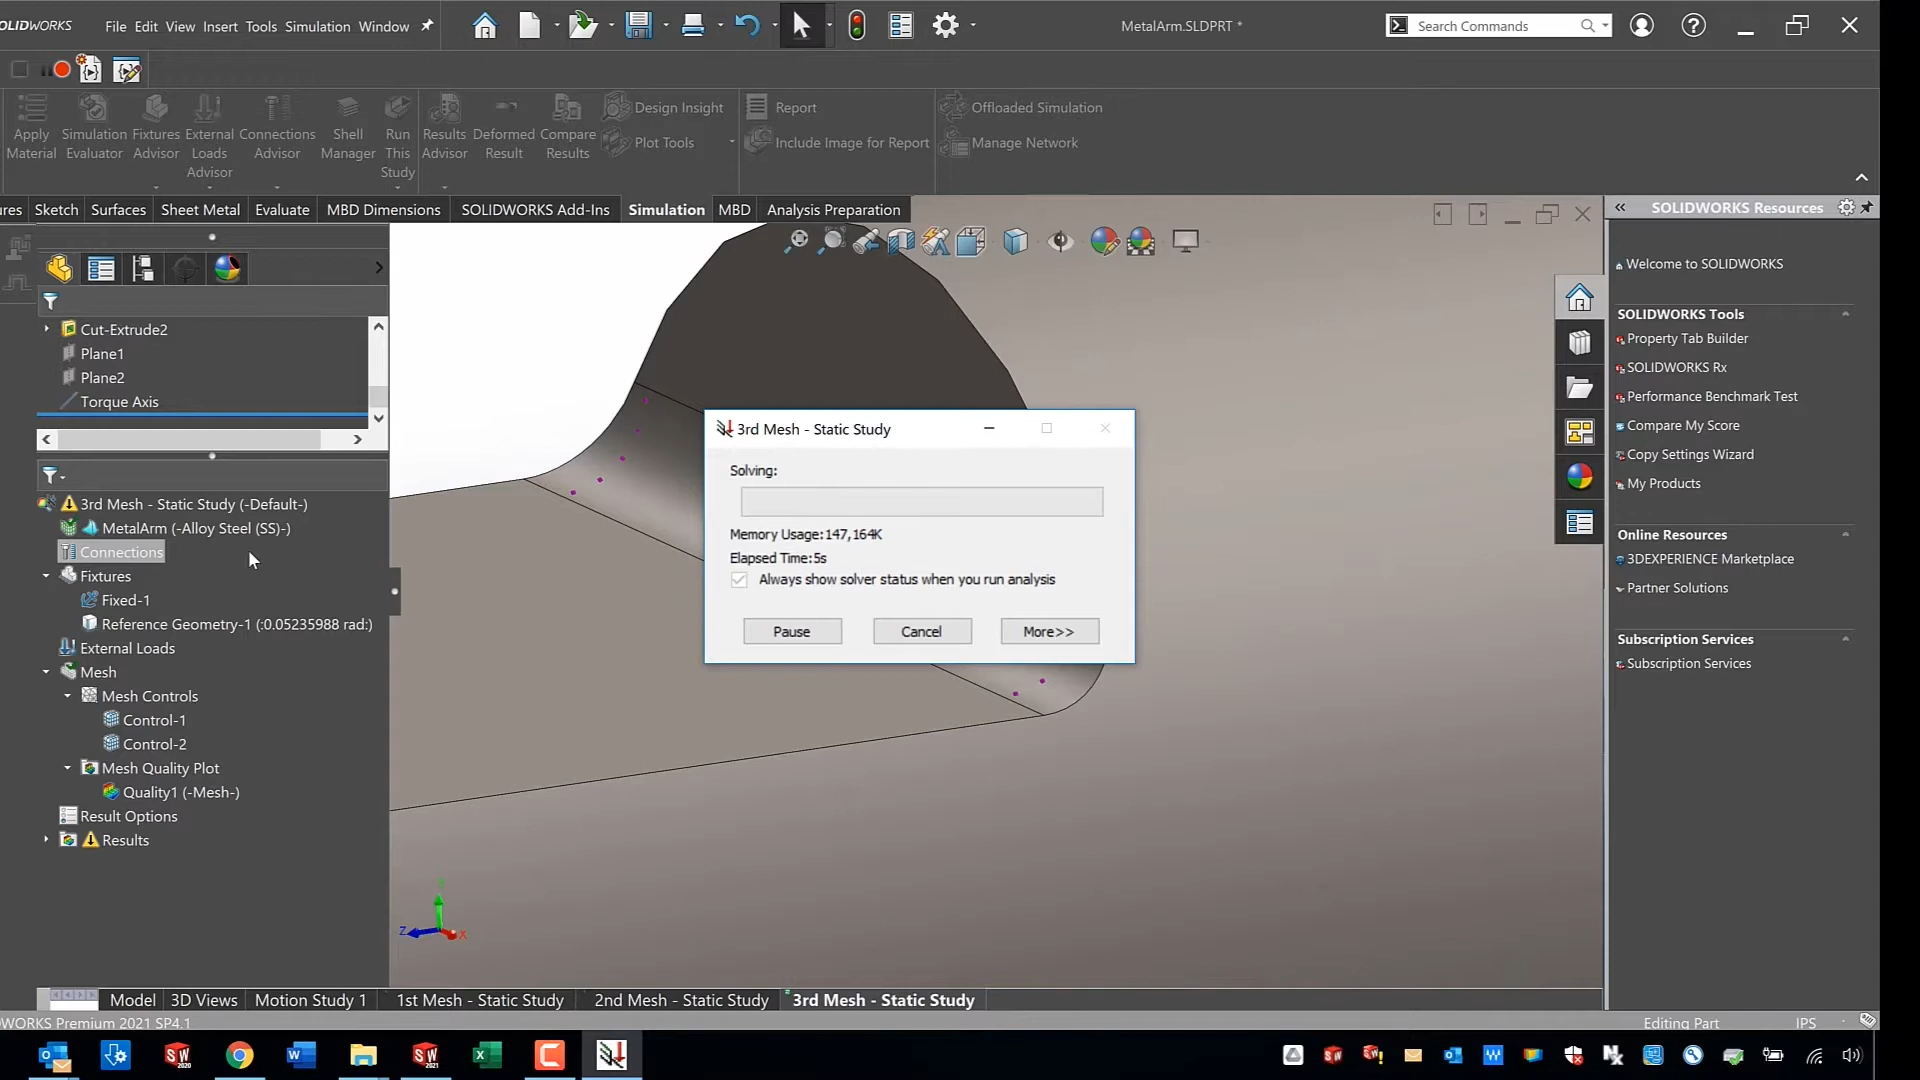 SOLIDWORKS File Edit View Insert Tools Simulation Window
MetalArm.SLDPRT *
Search Commands
Apply Material
Simulation Evaluator
Fixtures Advisor
External Loads Advisor
Connections Advisor
Shell Manager
Run This Study
Results Advisor
Deformed Result
Compare Results
Design Insight
Plot Tools
Report
Include Image for Report
Offloaded Simulation
Manage Network
ures Sketch Surfaces Sheet Metal Evaluate MBD Dimensions SOLIDWORKS Add-Ins Simulation MBD Analysis Preparation
Cut-Extrude2
Plane1
Plane2
Torque Axis
3rd Mesh - Static Study (-Default-)
MetalArm (-Alloy Steel (SS)-)
Connections
Fixtures
Fixed-1
Reference Geometry-1 (:0.05235988 rad:)
External Loads
Mesh
Mesh Controls
Control-1
Control-2
Mesh Quality Plot
Quality1 (-Mesh-)
Result Options
Results
3rd Mesh - Static Study
Solving:
Memory Usage:147,164K
Elapsed Time:5s
Always show solver status when you run analysis
Pause Cancel More>>
Y
Z
X
SOLIDWORKS Resources
Welcome to SOLIDWORKS
SOLIDWORKS Tools
Property Tab Builder
SOLIDWORKS Rx
Performance Benchmark Test
Compare My Score
Copy Settings Wizard
My Products
Online Resources
3DEXPERIENCE Marketplace
Partner Solutions
Subscription Services
Subscription Services
Model 3D Views Motion Study 1 1st Mesh - Static Study 2nd Mesh - Static Study 3rd Mesh - Static Study
DWORKS Premium 2021 SP4.1
Editing Part
IPS
SW 2020
SW 2021